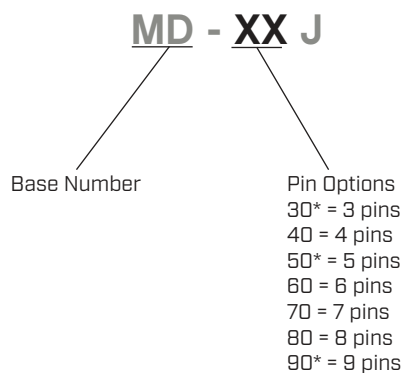 MD - XX J
Base Number
Pin Options
30* = 3 pins
40 = 4 pins
50* = 5 pins
60 = 6 pins
70 = 7 pins
80 = 8 pins
90* = 9 pins